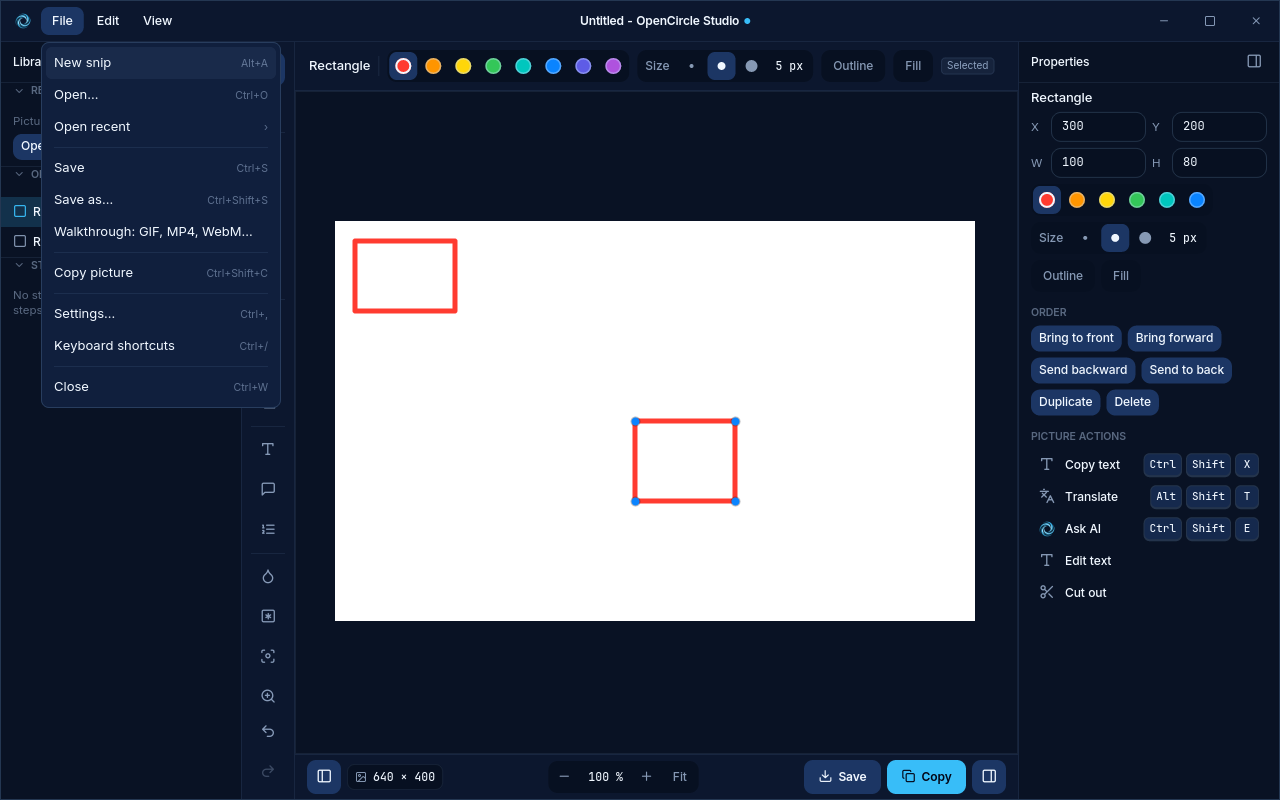 File Edit View
Untitled - OpenCircle Studio
New snip Alt+A
Open... Ctrl+O
Open recent
Save Ctrl+S
Save as... Ctrl+Shift+S
Walkthrough: GIF, MP4, WebM...
Copy picture Ctrl+Shift+C
Settings... Ctrl+,
Keyboard shortcuts Ctrl+/
Close Ctrl+W
Rectangle Size 5 px Outline Fill Selected
640 × 400 100 % Fit Save Copy
Properties
Rectangle
X 300 Y 200
W 100 H 80
Size 5 px
Outline Fill
ORDER
Bring to front Bring forward
Send backward Send to back
Duplicate Delete
PICTURE ACTIONS
Copy text Ctrl Shift X
Translate Alt Shift T
Ask AI Ctrl Shift E
Edit text
Cut out